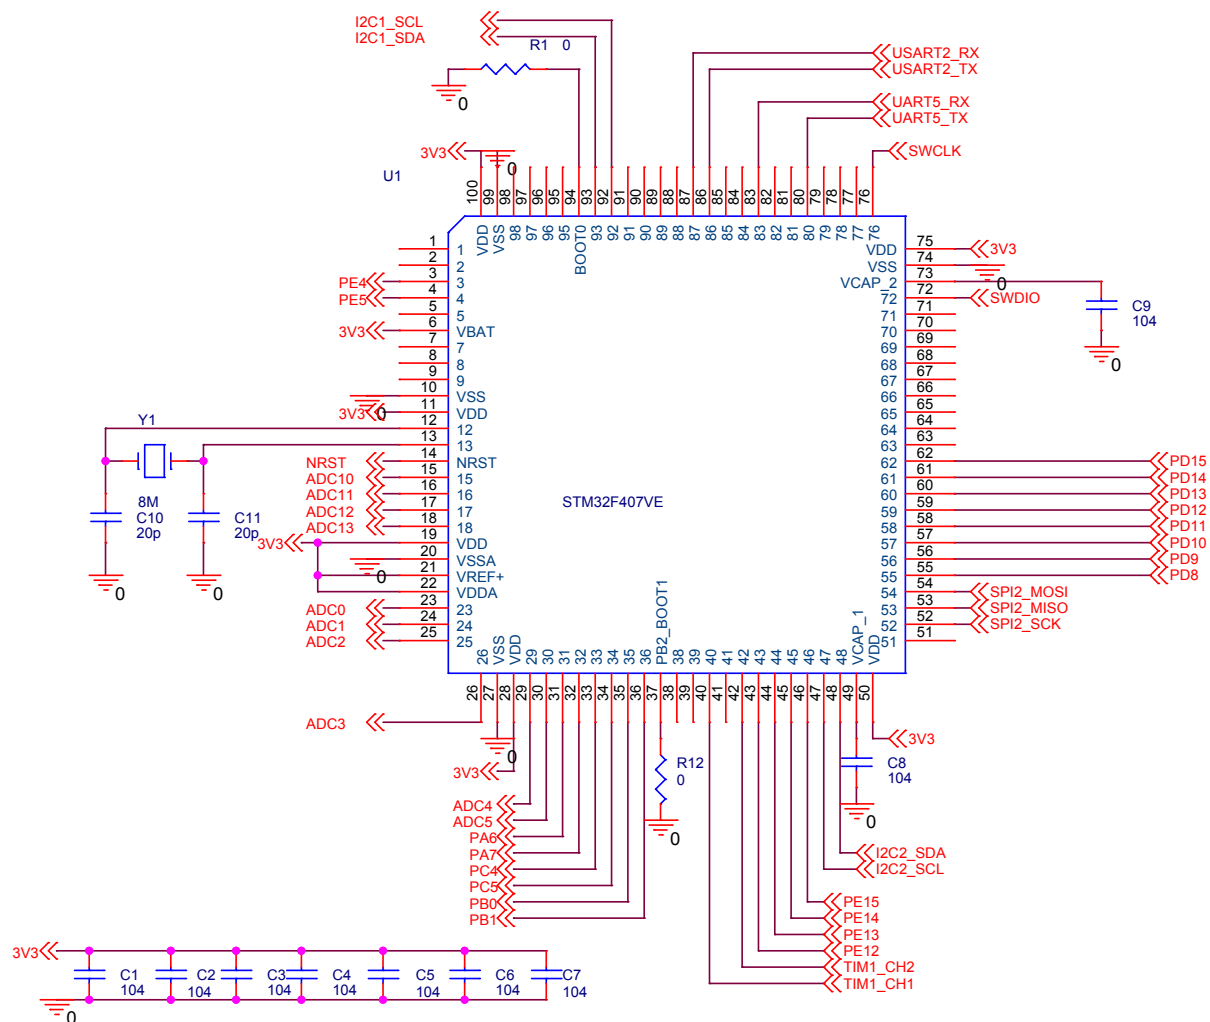 I2C1_SCL
I2C1_SDA
R1 0
0
USART2_RX
USART2_TX
UART5_RX
UART5_TX
3V3
0
SWCLK
U1
100
99
98
97
96
95
94
93
92
91
90
89
88
87
86
85
84
83
82
81
80
79
78
77
76
VDD
VSS
98
97
96
95
BOOT0
93
92
91
90
89
88
87
86
85
84
83
82
81
80
79
78
77
76
1 1
2 2
PE4 3 3
PE5 4 4
5 5
3V3 6 VBAT
7 7
8 8
9 9
10 VSS
0
3V3 11 VDD
12 12
13 13
NRST 14 NRST
ADC10 15 15
ADC11 16 16
ADC12 17 17
ADC13 18 18
3V3 19 VDD
20 VSSA
0
21 VREF+
22 VDDA
ADC0 23 23
ADC1 24 24
ADC2 25 25
Y1
8M
C10
20p
C11
20p
0
0
STM32F407VE
VDD 75 3V3
VSS 74
0
VCAP_2 73
72 72 SWDIO
71 71
70 70
69 69
68 68
67 67
66 66
65 65
64 64
63 63
62 62 PD15
61 61 PD14
60 60 PD13
59 59 PD12
58 58 PD11
57 57 PD10
56 56 PD9
55 55 PD8
54 54 SPI2_MOSI
53 53 SPI2_MISO
52 52 SPI2_SCK
51 51
C9
104
0
26
VSS
VDD
29
30
31
32
33
34
35
36
PB2_BOOT1
38
39
40
41
42
43
44
45
46
47
48
VCAP_1
VDD
26
27
28
29
30
31
32
33
34
35
36
37
38
39
40
41
42
43
44
45
46
47
48
49
50
ADC3
0
3V3
ADC4
ADC5
PA6
PA7
PC4
PC5
PB0
PB1
R12
0
0
3V3
C8
104
0
I2C2_SDA
I2C2_SCL
PE15
PE14
PE13
PE12
TIM1_CH2
TIM1_CH1
3V3
C1
104
C2
104
C3
104
C4
104
C5
104
C6
104
C7
104
0